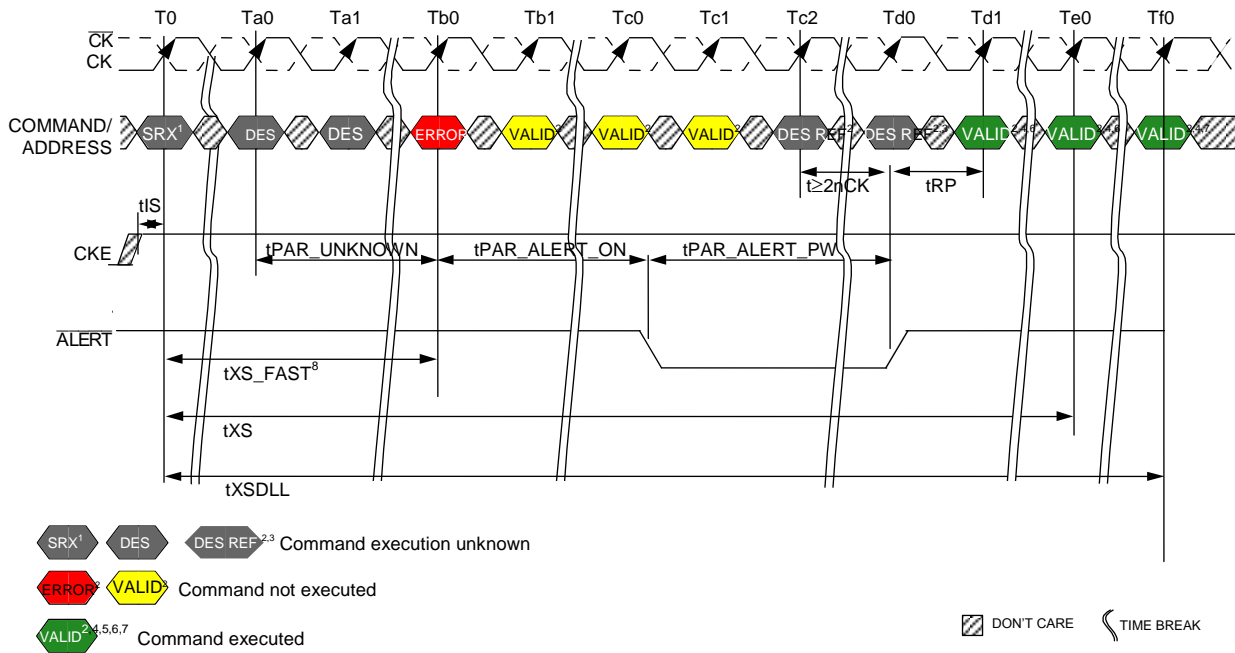 T0 Ta0 Ta1 Tb0 Tb1 Tc0 Tc1 Tc2 Td0 Td1 Te0 Tf0
CK
CK
COMMAND/
ADDRESS
SRX1 DES DES ERROR VALID2 VALID2 VALID2 DES REF2 DES REF2,3 VALID2,4,6 VALID2,4,6 VALID2,4,7
t≥2nCK tRP
tIS
CKE
tPAR_UNKNOWN tPAR_ALERT_ON tPAR_ALERT_PW
ALERT
tXS_FAST8
tXS
tXSDLL
SRX1 DES DES REF2,3 Command execution unknown
ERROR2 VALID2 Command not executed
VALID2,4,5,6,7 Command executed
DON'T CARE TIME BREAK